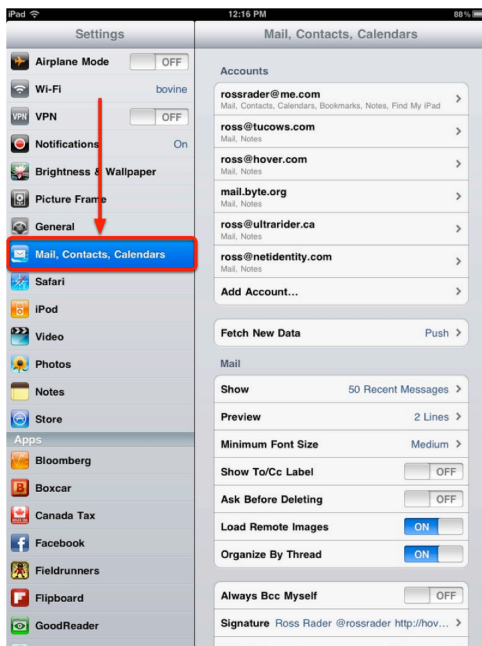 iPad 12:16 PM 88%
Settings
Airplane Mode OFF
Wi-Fi bovine
VPN VPN OFF
Notifications On
Brightness & Wallpaper
Picture Frame
General
Mail, Contacts, Calendars
Safari
iPod
Video
Photos
Notes
Store
Apps
Bloomberg
Boxcar
Canada Tax
Facebook
Fieldrunners
Flipboard
GoodReader
Mail, Contacts, Calendars
Accounts
rossrader@me.com
Mail, Contacts, Calendars, Bookmarks, Notes, Find My iPad
ross@tucows.com
Mail, Notes
ross@hover.com
Mail, Notes
mail.byte.org
Mail, Notes
ross@ultrarider.ca
Mail, Notes
ross@netidentity.com
Mail, Notes
Add Account...
Fetch New Data Push
Mail
Show 50 Recent Messages
Preview 2 Lines
Minimum Font Size Medium
Show To/Cc Label OFF
Ask Before Deleting OFF
Load Remote Images ON
Organize By Thread ON
Always Bcc Myself OFF
Signature Ross Rader @rossrader http://hov...